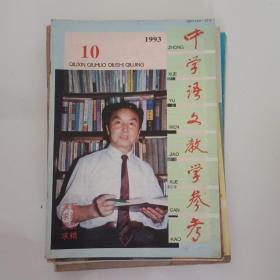 1993
10
QIUXIN QIUHUO QIUSHI QIUJING
中学语文教学参考
ZHONG
XUE
YU
WEN
JIAO
XUE
CAN
KAO